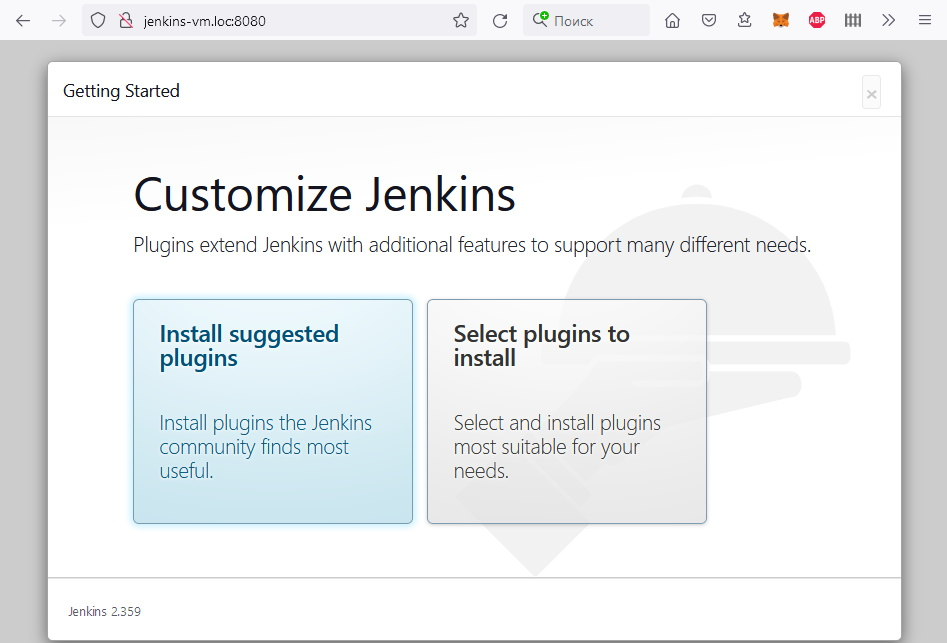 jenkins-vm.loc:8080
Поиск
ABP
Getting Started
×
Customize Jenkins
Plugins extend Jenkins with additional features to support many different needs.
Install suggested
plugins
Install plugins the Jenkins
community finds most
useful.
Select plugins to
install
Select and install plugins
most suitable for your
needs.
Jenkins 2.359